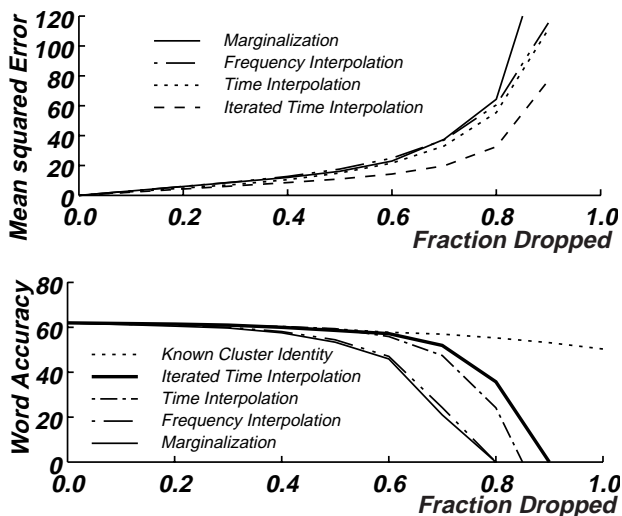 Mean squared Error
120
100
80
60
40
20
0
Marginalization
Frequency Interpolation
Time Interpolation
Iterated Time Interpolation
0.0 0.2 0.4 0.6 0.8 1.0
Fraction Dropped
Word Accuracy
80
60
40
20
0
Known Cluster Identity
Iterated Time Interpolation
Time Interpolation
Frequency Interpolation
Marginalization
0.0 0.2 0.4 0.6 0.8 1.0
Fraction Dropped